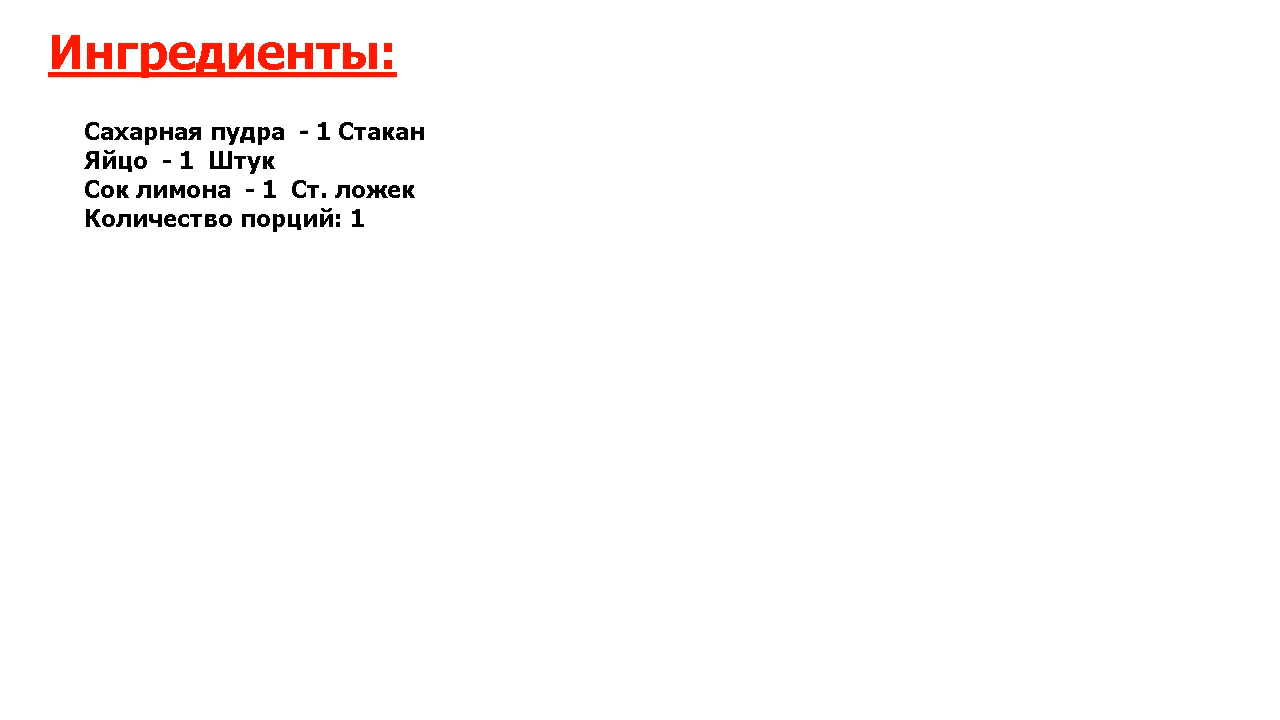 Ингредиенты:
Сахарная пудра  - 1 Стакан
Яйцо  - 1  Штук
Сок лимона  - 1  Ст. ложек
Количество порций: 1